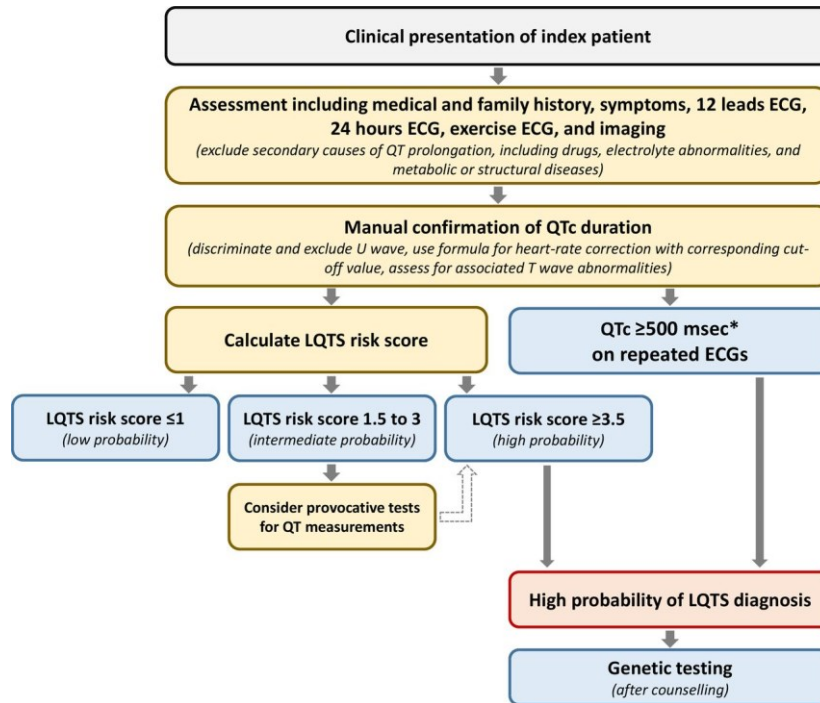 Clinical presentation of index patient
Assessment including medical and family history, symptoms, 12 leads ECG,
24 hours ECG, exercise ECG, and imaging
(exclude secondary causes of QT prolongation, including drugs, electrolyte abnormalities, and
metabolic or structural diseases)
Manual confirmation of QTc duration
(discriminate and exclude U wave, use formula for heart-rate correction with corresponding cut-
off value, assess for associated T wave abnormalities)
Calculate LQTS risk score
QTc ≥500 msec*
on repeated ECGs
LQTS risk score ≤1
(low probability)
LQTS risk score 1.5 to 3
(intermediate probability)
LQTS risk score ≥3.5
(high probability)
Consider provocative tests
for QT measurements
High probability of LQTS diagnosis
Genetic testing
(after counselling)